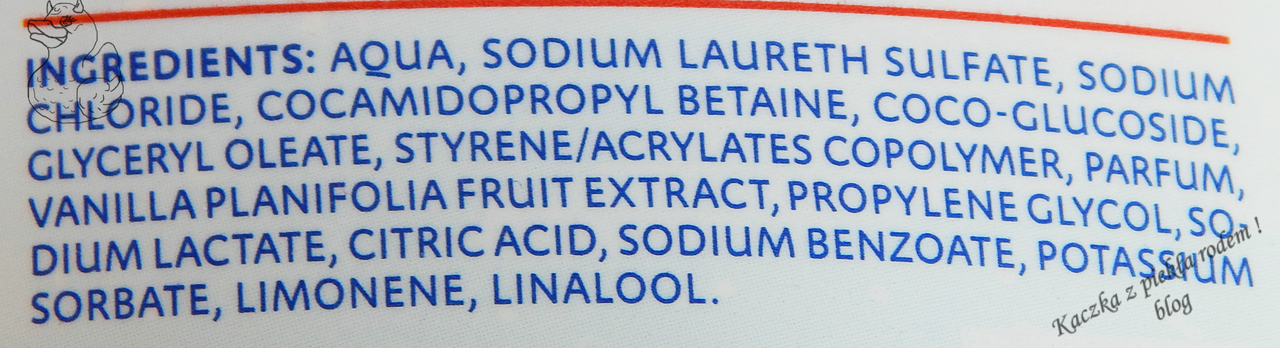 INGREDIENTS: AQUA, SODIUM LAURETH SULFATE, SODIUM
CHLORIDE, COCAMIDOPROPYL BETAINE, COCO-GLUCOSIDE,
GLYCERYL OLEATE, STYRENE/ACRYLATES COPOLYMER, PARFUM,
VANILLA PLANIFOLIA FRUIT EXTRACT, PROPYLENE GLYCOL, SO-
DIUM LACTATE, CITRIC ACID, SODIUM BENZOATE, POTASSIUM
SORBATE, LIMONENE, LINALOOL.
Kaczka z piekła rodem !
blog